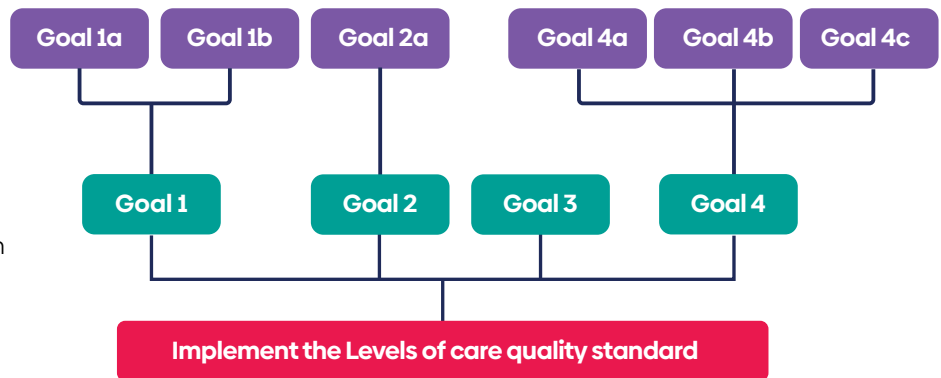 Goal 1a Goal 1b Goal 2a Goal 4a Goal 4b Goal 4c
Goal 1 Goal 2 Goal 3 Goal 4
Implement the Levels of care quality standard